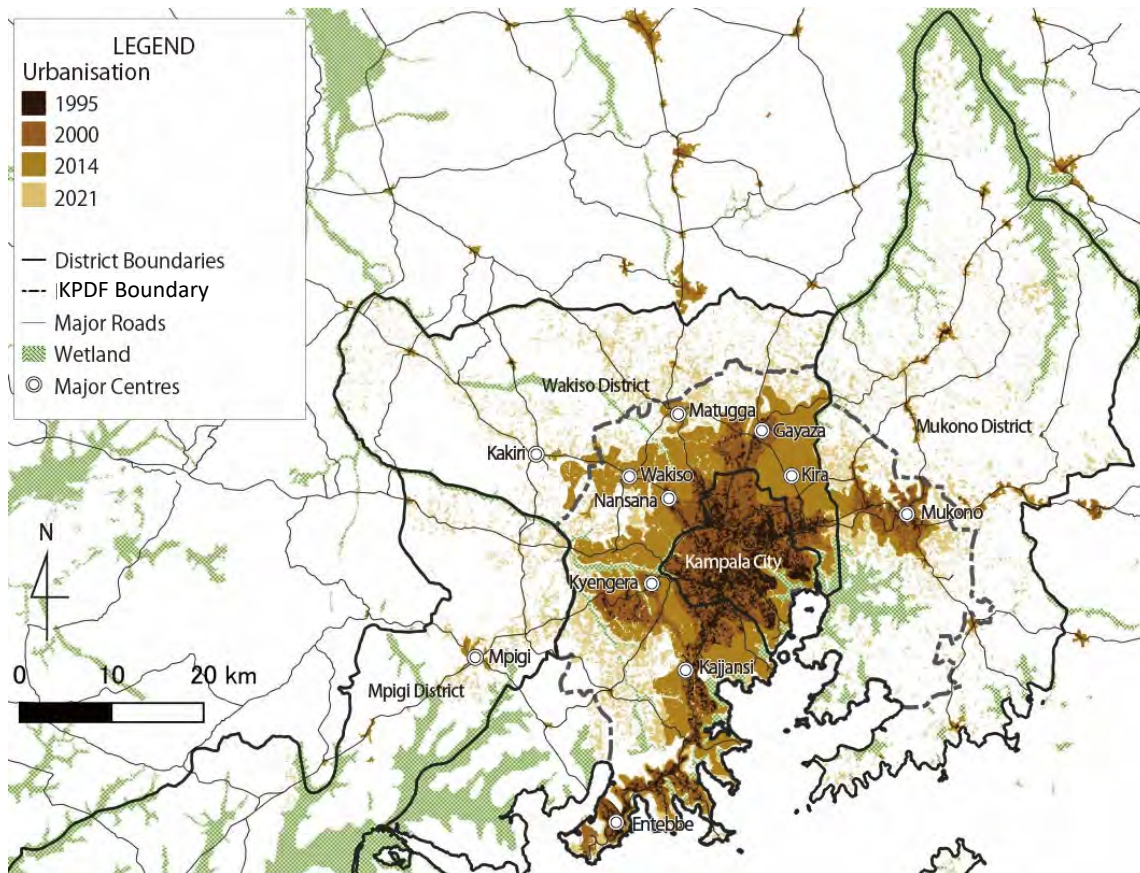 LEGEND
Urbanisation
1995
2000
2014
2021
District Boundaries
KPDF Boundary
Major Roads
Wetland
Major Centres
Wakiso District
Matugga
Gayaza
Mukono District
Kakiri
Wakiso
Kira
Nansana
Mukono
N
Kampala City
Kyengera
Mpigi
Kajjansi
0 10 20 km
Mpigi District
Entebbe